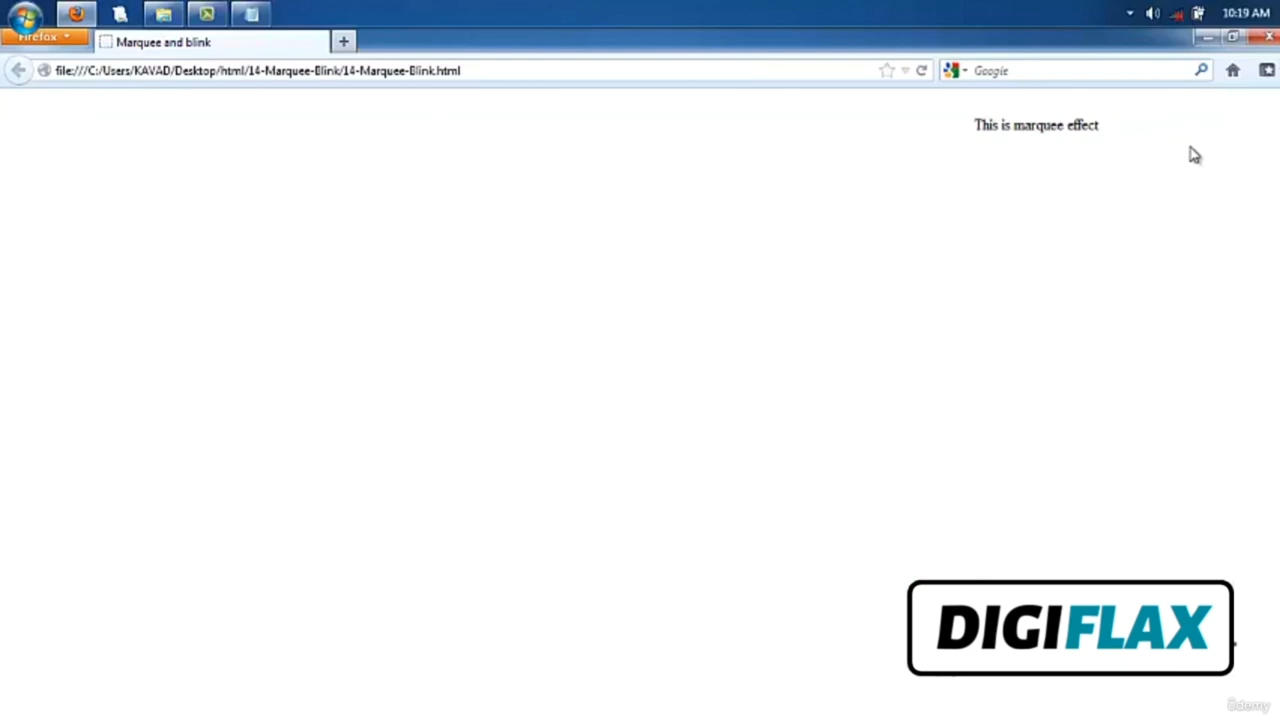 10:19 AM
Firefox
Marquee and blink
file:///C:/Users/KAVAD/Desktop/html/14-Marquee-Blink/14-Marquee-Blink.html
Google
This is marquee effect
DIGIFLAX
ûdemy